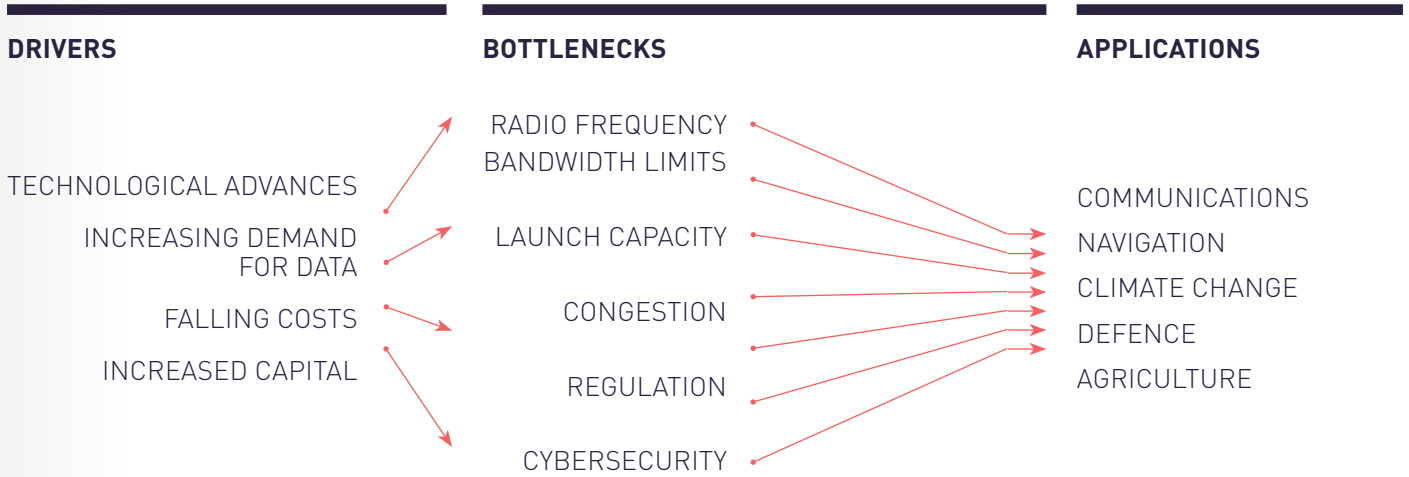 DRIVERS
TECHNOLOGICAL ADVANCES
INCREASING DEMAND
FOR DATA
FALLING COSTS
INCREASED CAPITAL
BOTTLENECKS
RADIO FREQUENCY
BANDWIDTH LIMITS
LAUNCH CAPACITY
CONGESTION
REGULATION
CYBERSECURITY
APPLICATIONS
COMMUNICATIONS
NAVIGATION
CLIMATE CHANGE
DEFENCE
AGRICULTURE